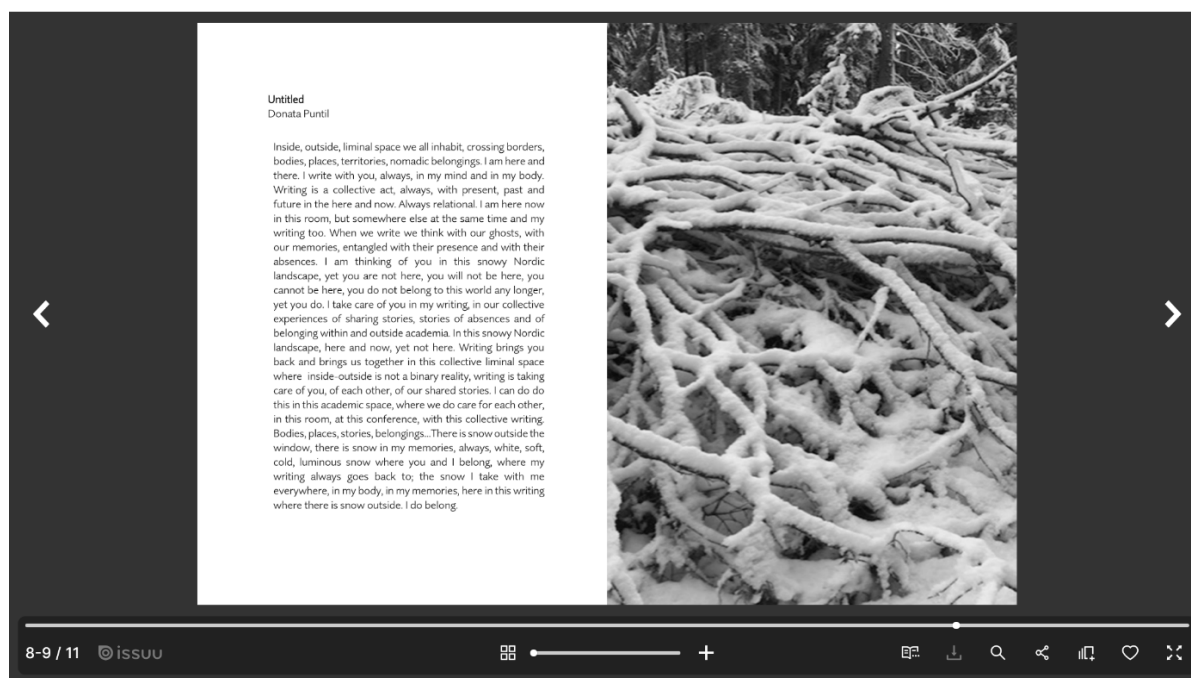 Untitled
Donata Puntil
Inside, outside, liminal space we all inhabit, crossing borders,
bodies, places, territories, nomadic belongings. I am here and
there. I write with you, always, in my mind and in my body.
Writing is a collective act, always, with present, past and
future in the here and now. Always relational. I am here now
in this room, but somewhere else at the same time and my
writing too. When we write we think with our ghosts, with
our memories, entangled with their presence and with their
absences. I am thinking of you in this snowy Nordic
landscape, yet you are not here, you will not be here, you
cannot be here, you do not belong to this world any longer,
yet you do. I take care of you in my writing, in our collective
experiences of sharing stories, stories of absences and of
belonging within and outside academia. In this snowy Nordic
landscape, here and now, yet not here. Writing brings you
back and brings us together in this collective liminal space
where inside-outside is not a binary reality, writing is taking
care of you, of each other, of our shared stories. I can do do
this in this academic space, where we do care for each other,
in this room, at this conference, with this collective writing.
Bodies, places, stories, belongings...There is snow outside the
window, there is snow in my memories, always, white, soft,
cold, luminous snow where you and I belong, where my
writing always goes back to; the snow I take with me
everywhere, in my body, in my memories, here in this writing
where there is snow outside. I do belong.
8-9 / 11 issuu